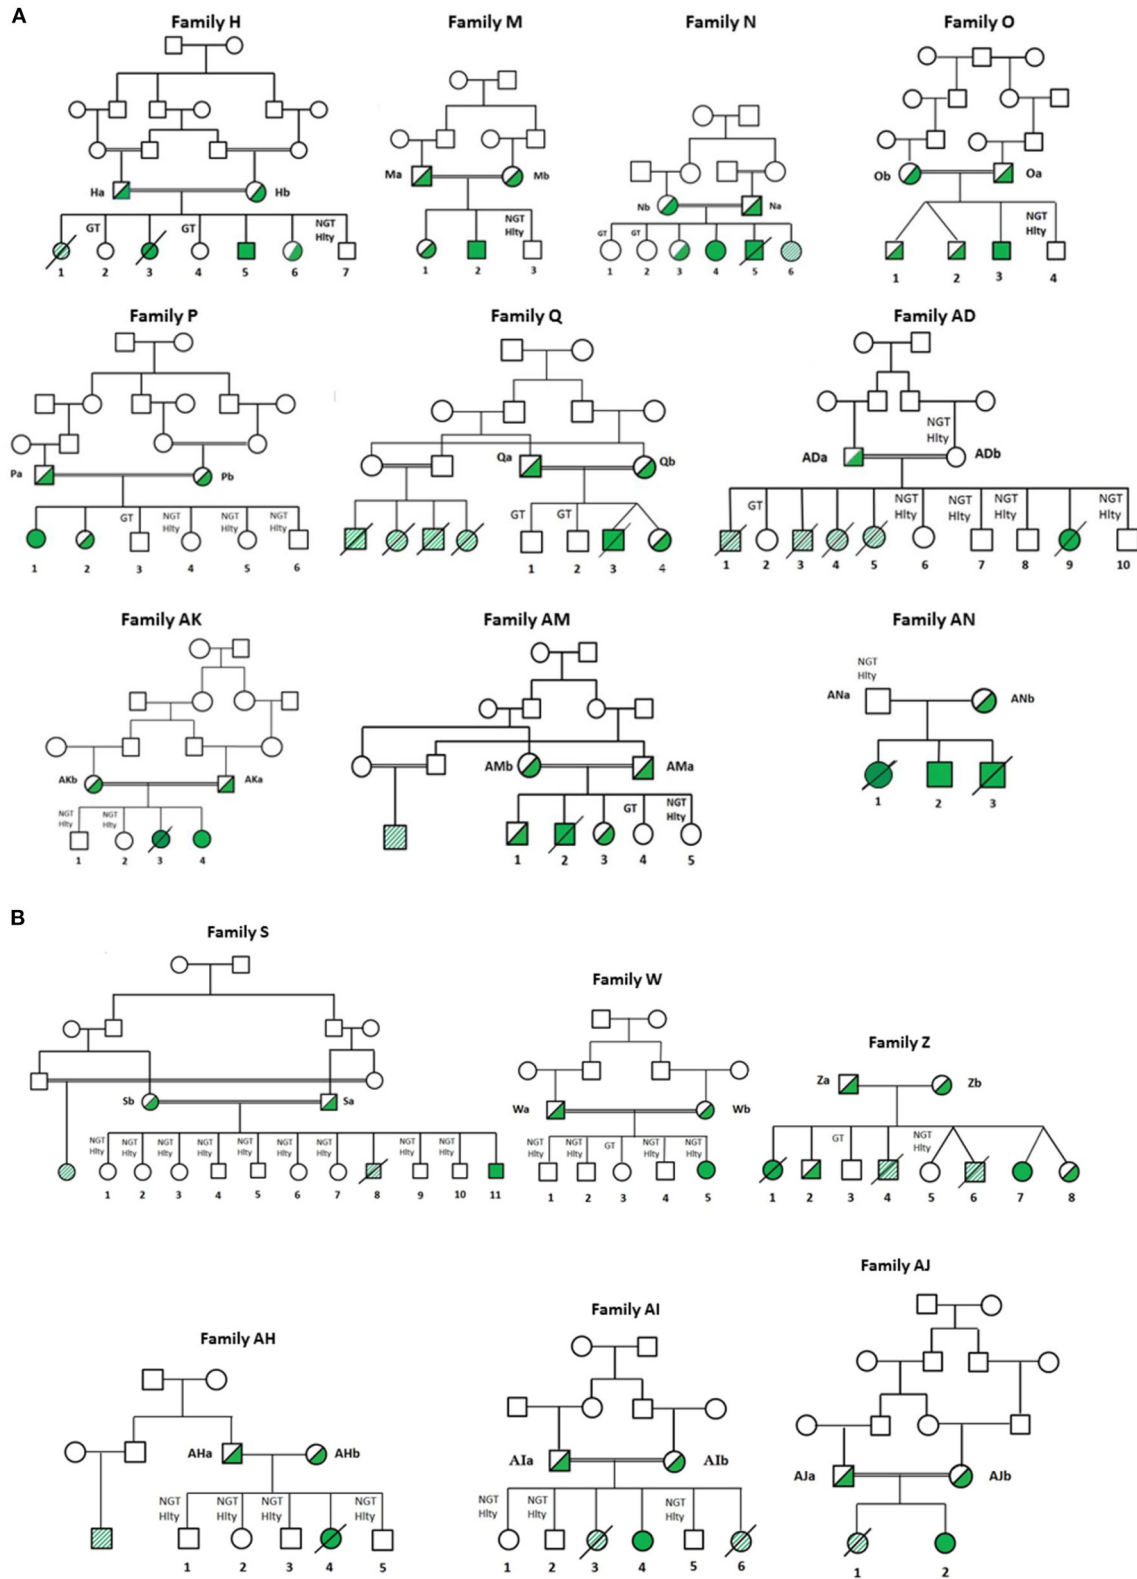 A
Family H
Family M
Family N
Family O
Ha
Hb
GT
GT
NGT
Hlty
1 2 3 4 5 6 7
Ma
Mb
NGT
Hlty
1 2 3
Nb
Na
GT
GT
1 2 3 4 5 6
Ob
Oa
NGT
Hlty
1 2 3 4
Family P
Family Q
Family AD
Pa
Pb
GT
NGT
Hlty
NGT
Hlty
NGT
Hlty
1 2 3 4 5 6
Qa
Qb
GT
GT
1 2 3 4
NGT
Hlty
ADa
ADb
GT
NGT
Hlty
NGT
Hlty
NGT
Hlty
NGT
Hlty
1 2 3 4 5 6 7 8 9 10
Family AK
Family AM
Family AN
AKb
AKa
NGT
Hlty
NGT
Hlty
1 2 3 4
AMb
AMa
GT
NGT
Hlty
1 2 3 4 5
NGT
Hlty
ANa
ANb
1 2 3
B
Family S
Family W
Family Z
Sb
Sa
NGT
Hlty
NGT
Hlty
NGT
Hlty
NGT
Hlty
NGT
Hlty
NGT
Hlty
NGT
Hlty
NGT
Hlty
NGT
Hlty
1 2 3 4 5 6 7 8 9 10 11
Wa
Wb
NGT
Hlty
NGT
Hlty
GT
NGT
Hlty
NGT
Hlty
1 2 3 4 5
Za
Zb
GT
NGT
Hlty
1 2 3 4 5 6 7 8
Family AH
Family AI
Family AJ
AHa
AHb
NGT
Hlty
NGT
Hlty
NGT
Hlty
NGT
Hlty
1 2 3 4 5
AIa
AIb
NGT
Hlty
NGT
Hlty
NGT
Hlty
1 2 3 4 5 6
AJa
AJb
1 2